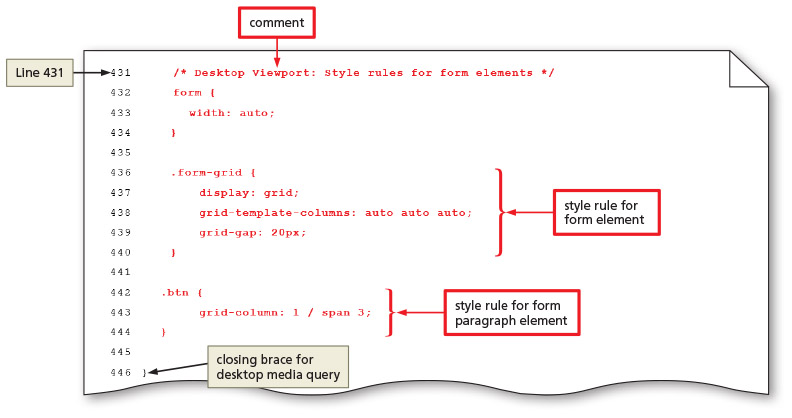 comment
Line 431
431 /* Desktop Viewport: Style rules for form elements */
432 form {
433 width: auto;
434 }
435
436 .form-grid {
437 display: grid;
438 grid-template-columns: auto auto auto;
439 grid-gap: 20px;
440 }
style rule for
form element
441
442 .btn {
443 grid-column: 1 / span 3;
444 }
style rule for form
paragraph element
445
446 }
closing brace for
desktop media query